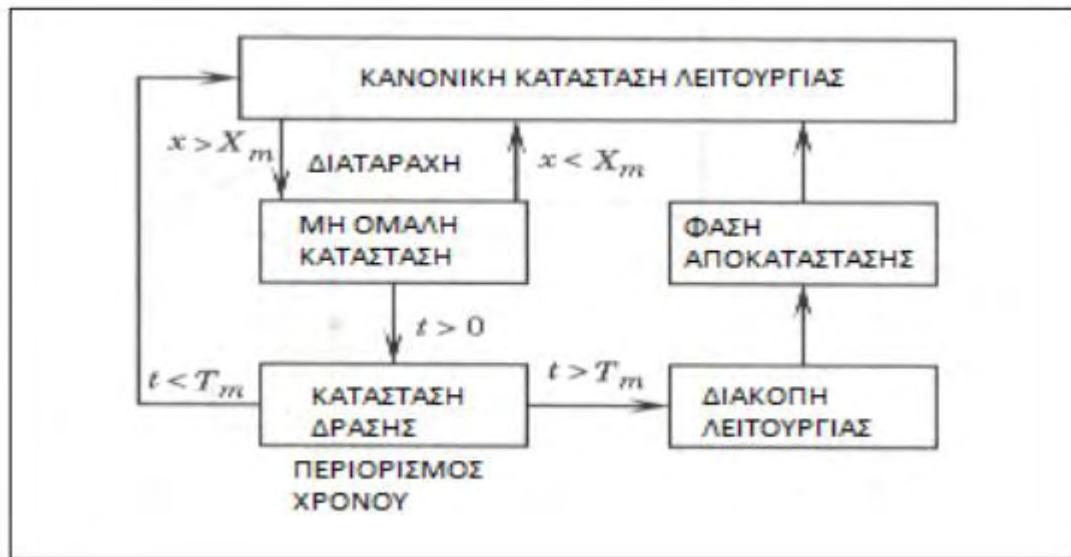 ΚΑΝΟΝΙΚΗ ΚΑΤΑΣΤΑΣΗ ΛΕΙΤΟΥΡΓΙΑΣ
x > X_m
ΔΙΑΤΑΡΑΧΗ
x < X_m
ΜΗ ΟΜΑΛΗ
ΚΑΤΑΣΤΑΣΗ
ΦΑΣΗ
ΑΠΟΚΑΤΑΣΤΑΣΗΣ
t > 0
t < T_m
ΚΑΤΑΣΤΑΣΗ
ΔΡΑΣΗΣ
t > T_m
ΔΙΑΚΟΠΗ
ΛΕΙΤΟΥΡΓΙΑΣ
ΠΕΡΙΟΡΙΣΜΟΣ
ΧΡΟΝΟΥ